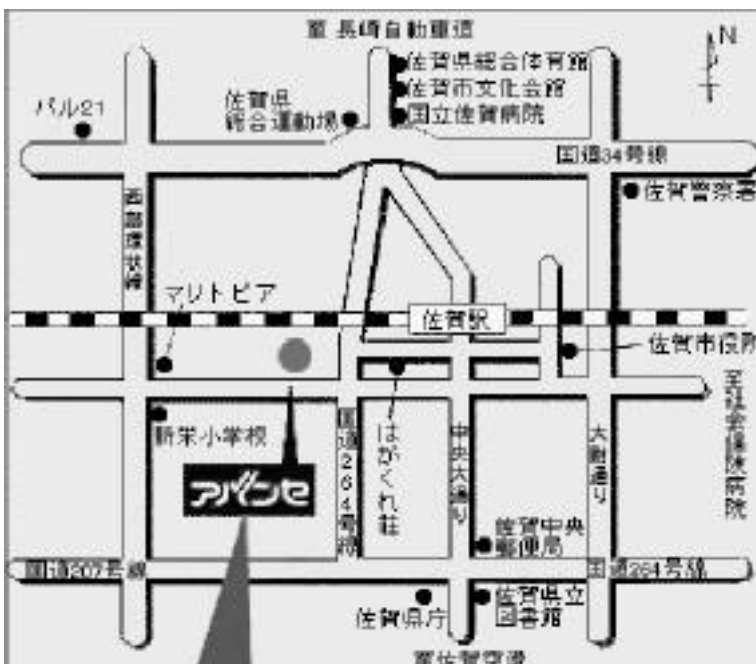 至 長崎自動車道
N
佐賀県総合体育館
佐賀市文化会館
国立佐賀病院
佐賀県
総合運動場
パル21
国道34号線
佐賀警察署
西部環状線
マリトピア
佐賀駅
佐賀市役所
新栄小学校
アバンセ
国道264号線
はがくれ荘
中央大通り
大財通り
至社会保険病院
佐賀中央
郵便局
国道207号線
国道264号線
佐賀県庁
佐賀県立
図書館
至佐賀空港